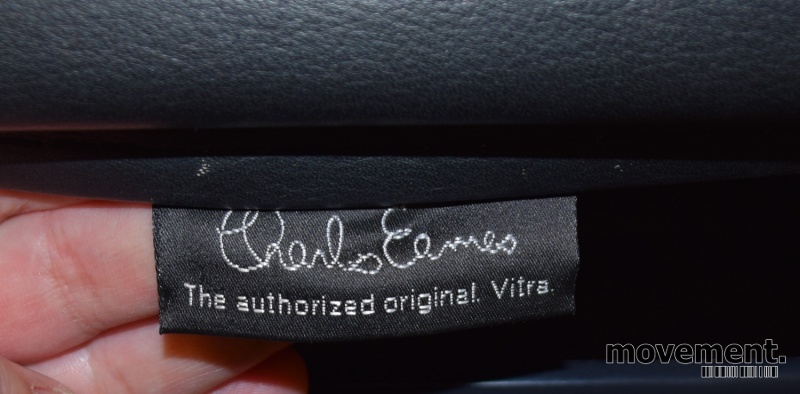 Charles Eames
The authorized original. Vitra.
movement.